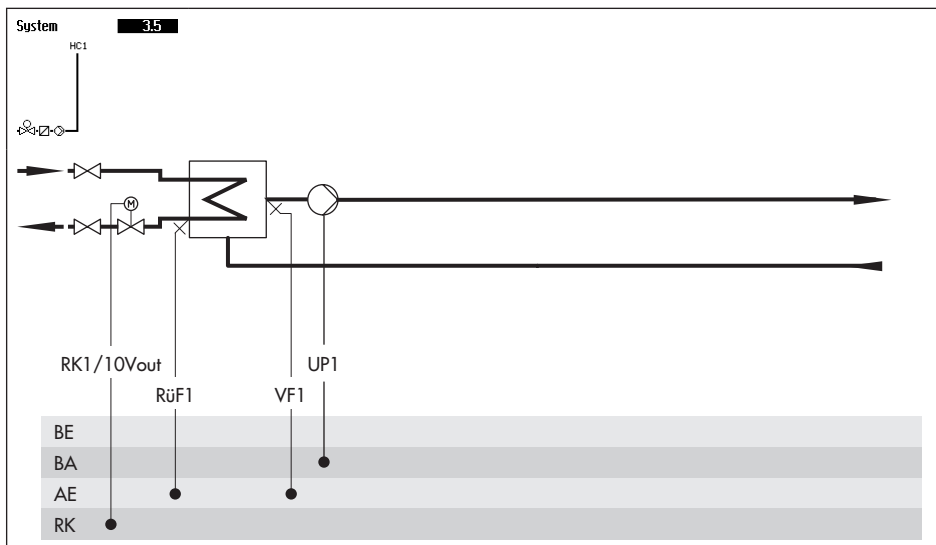 System 3.5
HC1
M
RK1/10Vout
UP1
RüF1
VF1
BE
BA
AE
RK